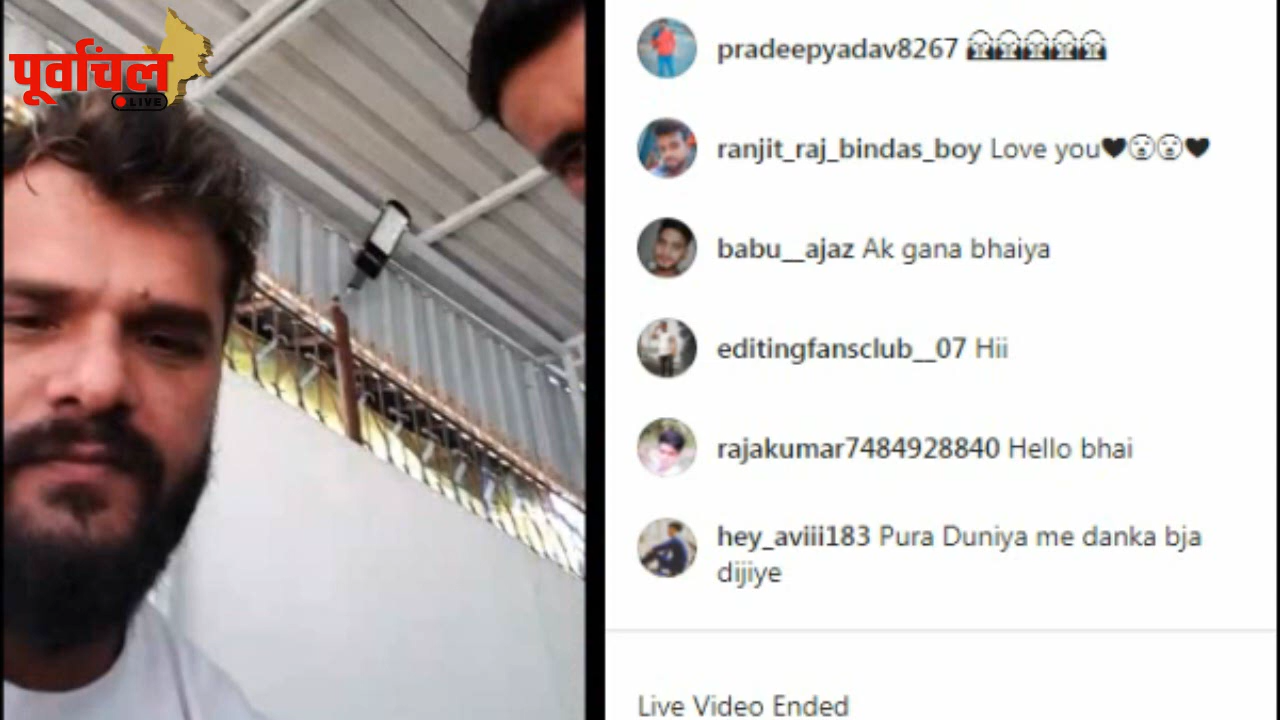 पूर्वांचल
LIVE
pradeepyadav8267
ranjit_raj_bindas_boy Love you🖤😮😮🖤
babu__ajaz Ak gana bhaiya
editingfansclub__07 Hii
rajakumar7484928840 Hello bhai
hey_aviii183 Pura Duniya me danka bja
dijiye
Live Video Ended